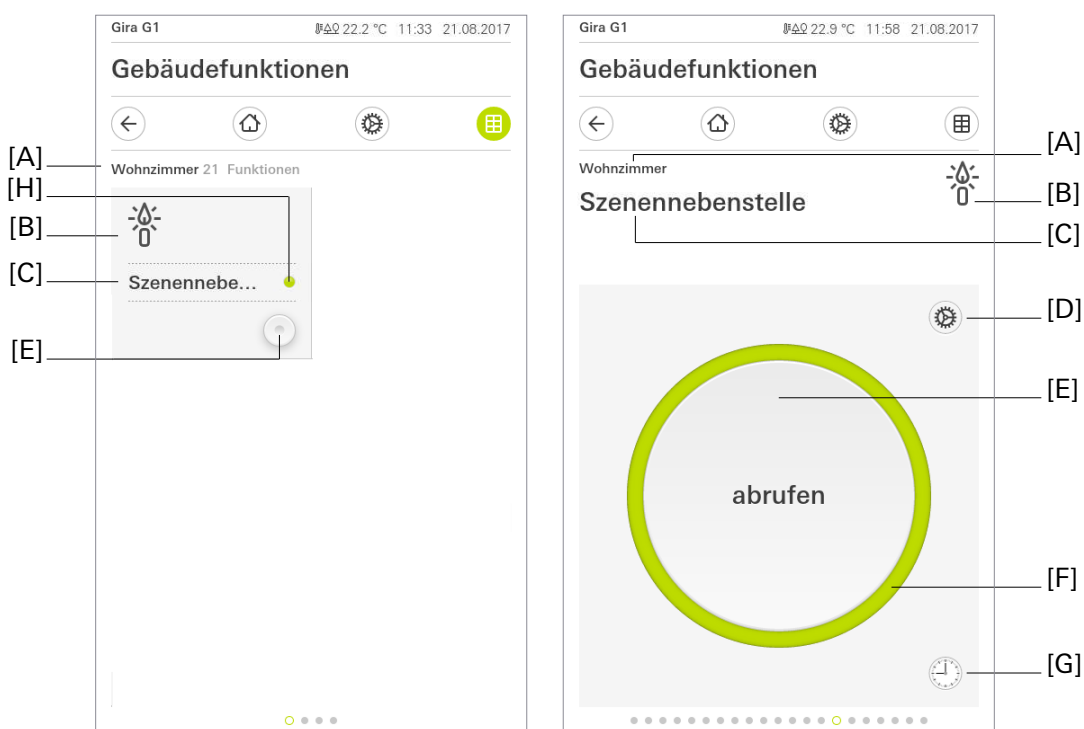 Gira G1 22.2 °C 11:33 21.08.2017
Gebäudefunktionen
[A]
Wohnzimmer 21 Funktionen
[H]
[B]
[C]
Szenennebe...
[E]
Gira G1 22.9 °C 11:58 21.08.2017
Gebäudefunktionen
[A]
Wohnzimmer
[B]
Szenennebenstelle
[C]
[D]
[E]
abrufen
[F]
[G]